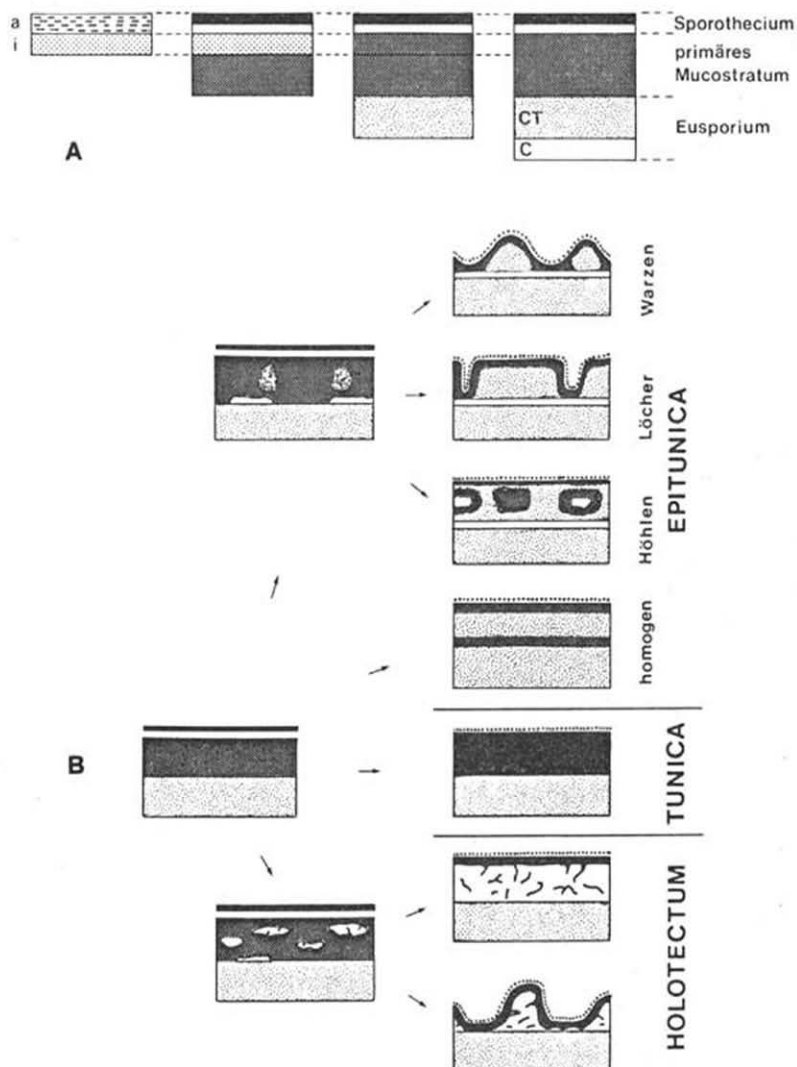 a
i
Sporothecium
primäres
Mucostratum
CT
Eusporium
C
A
Warzen
Löcher
Höhlen
homogen
EPITUNICA
B
TUNICA
HOLOTECTUM